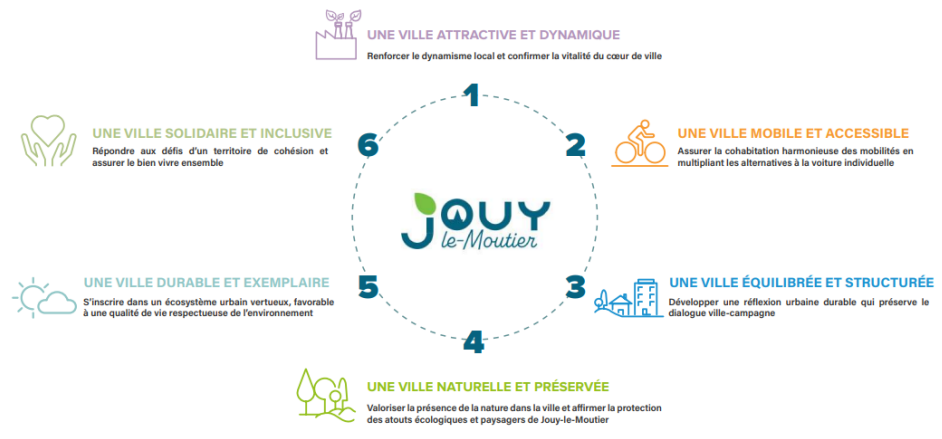 UNE VILLE ATTRACTIVE ET DYNAMIQUE
Renforcer le dynamisme local et confirmer la vitalité du cœur de ville
1
UNE VILLE MOBILE ET ACCESSIBLE
Assurer la cohabitation harmonieuse des mobilités en
multipliant les alternatives à la voiture individuelle
2
UNE VILLE ÉQUILIBRÉE ET STRUCTURÉE
Développer une réflexion urbaine durable qui préserve le
dialogue ville-campagne
3
4
UNE VILLE NATURELLE ET PRÉSERVÉE
Valoriser la présence de la nature dans la ville et affirmer la protection
des atouts écologiques et paysagers de Jouy-le-Moutier
5
UNE VILLE DURABLE ET EXEMPLAIRE
S'inscrire dans un écosystème urbain vertueux, favorable
à une qualité de vie respectueuse de l'environnement
6
UNE VILLE SOLIDAIRE ET INCLUSIVE
Répondre aux défis d'un territoire de cohésion et
assurer le bien vivre ensemble
JOUY
le-Moutier